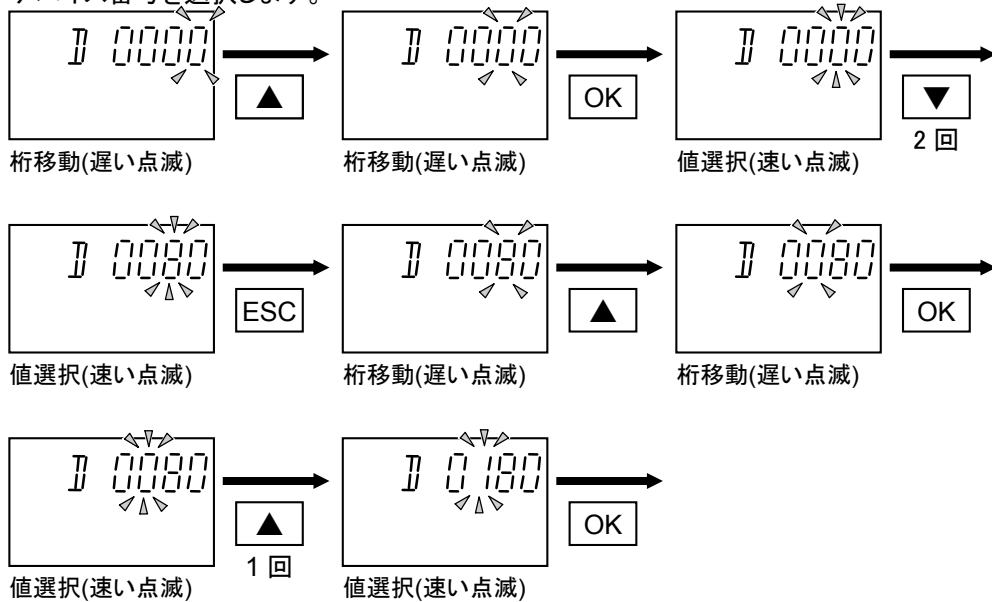 デバイス番号を選択します。
D 0000
▲
桁移動(遅い点滅)
D 0000
OK
桁移動(遅い点滅)
D 0000
▼
2 回
値選択(速い点滅)
D 0080
ESC
値選択(速い点滅)
D 0080
▲
桁移動(遅い点滅)
D 0080
OK
桁移動(遅い点滅)
D 0080
▲
1 回
値選択(速い点滅)
D 0180
OK
値選択(速い点滅)